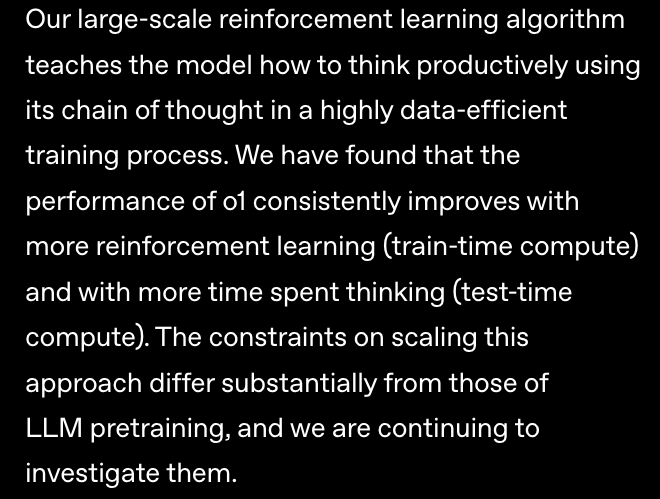 Our large-scale reinforcement learning algorithm
teaches the model how to think productively using
its chain of thought in a highly data-efficient
training process. We have found that the
performance of o1 consistently improves with
more reinforcement learning (train-time compute)
and with more time spent thinking (test-time
compute). The constraints on scaling this
approach differ substantially from those of
LLM pretraining, and we are continuing to
investigate them.